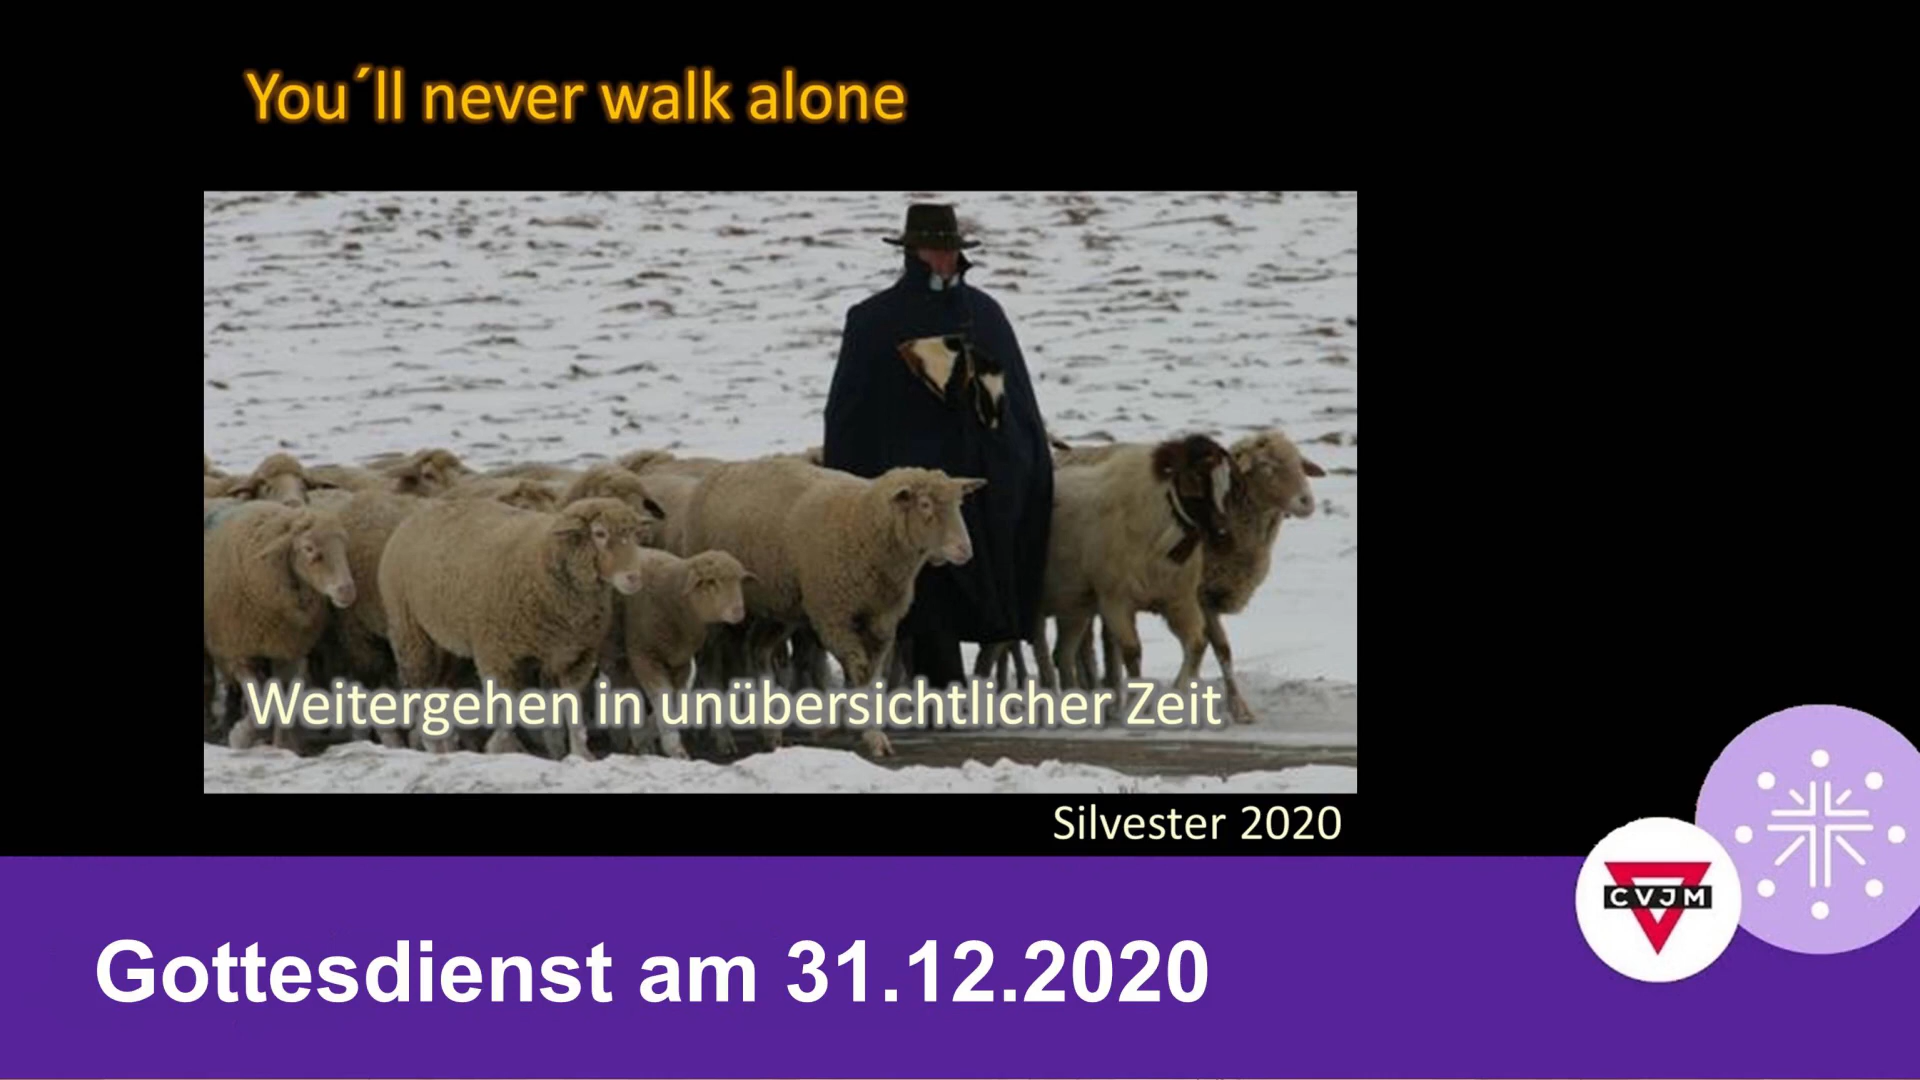 You´ll never walk alone
Weitergehen in unübersichtlicher Zeit
Silvester 2020
CVJM
Gottesdienst am 31.12.2020